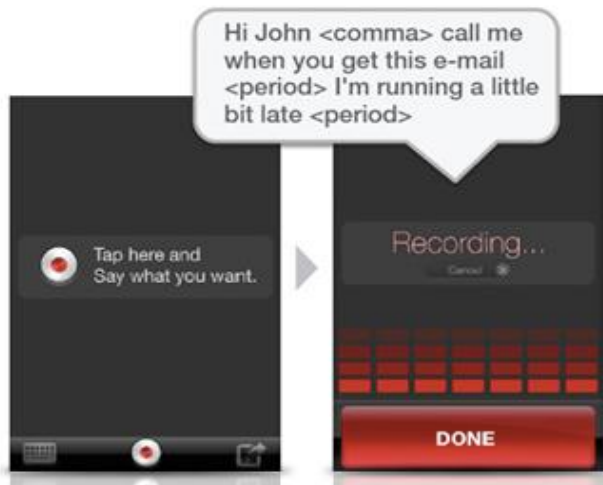 Hi John <comma> call me
when you get this e-mail
<period> I'm running a little
bit late <period>
Tap here and
Say what you want.
Recording...
Cancel
DONE